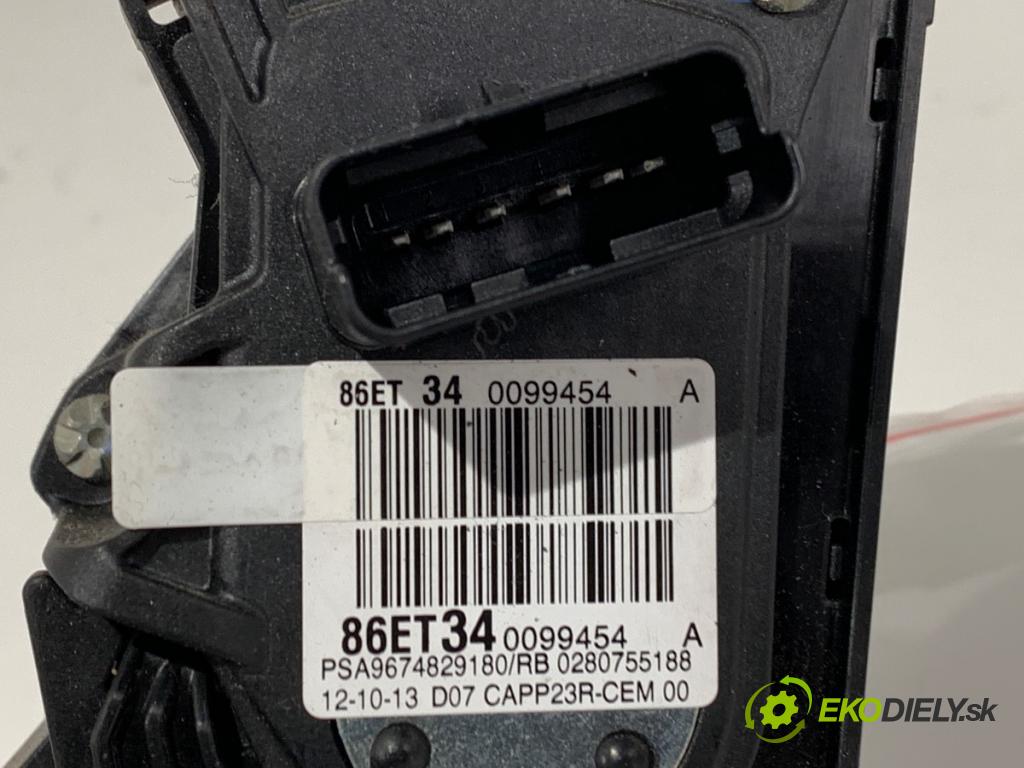 86ET 34 0099454 A
86ET34 0099454 A
PSA9674829180/RB 0280755188
12-10-13 D07 CAPP23R-CEM 00
EKODIELY.sk